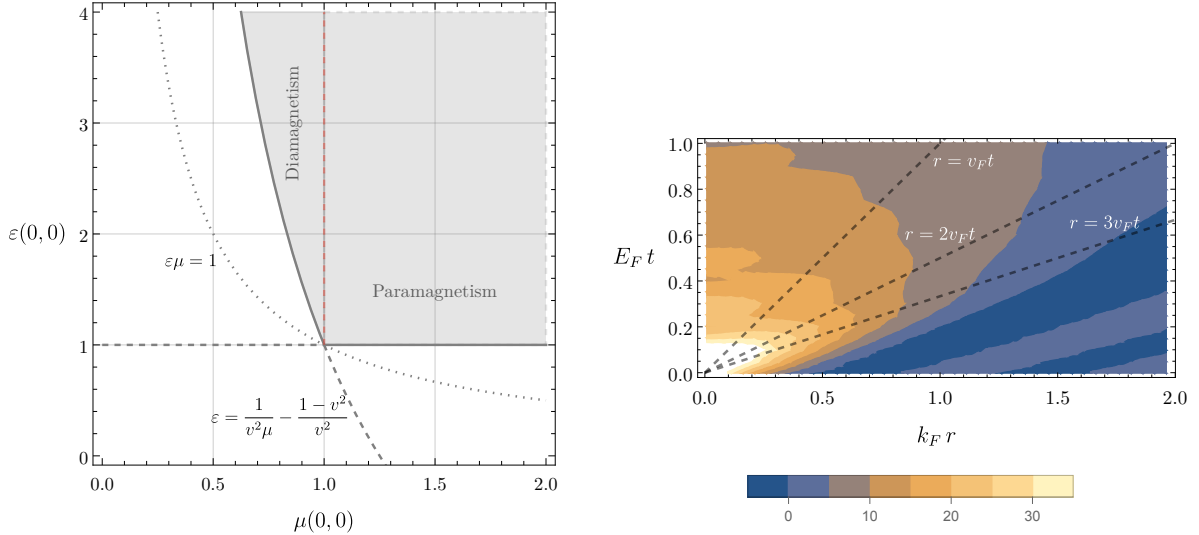 4
3
2
1
0
0.0
0.5
1.0
1.5
2.0
ε(0,0)
μ(0,0)
Diamagnetism
Paramagnetism
εμ = 1
ε = 1/(v²μ) − (1 − v²)/v²
1.0
0.8
0.6
0.4
0.2
0.0
0.0
0.5
1.0
1.5
2.0
E_F t
k_F r
r = v_F t
r = 2v_F t
r = 3v_F t
0
10
20
30